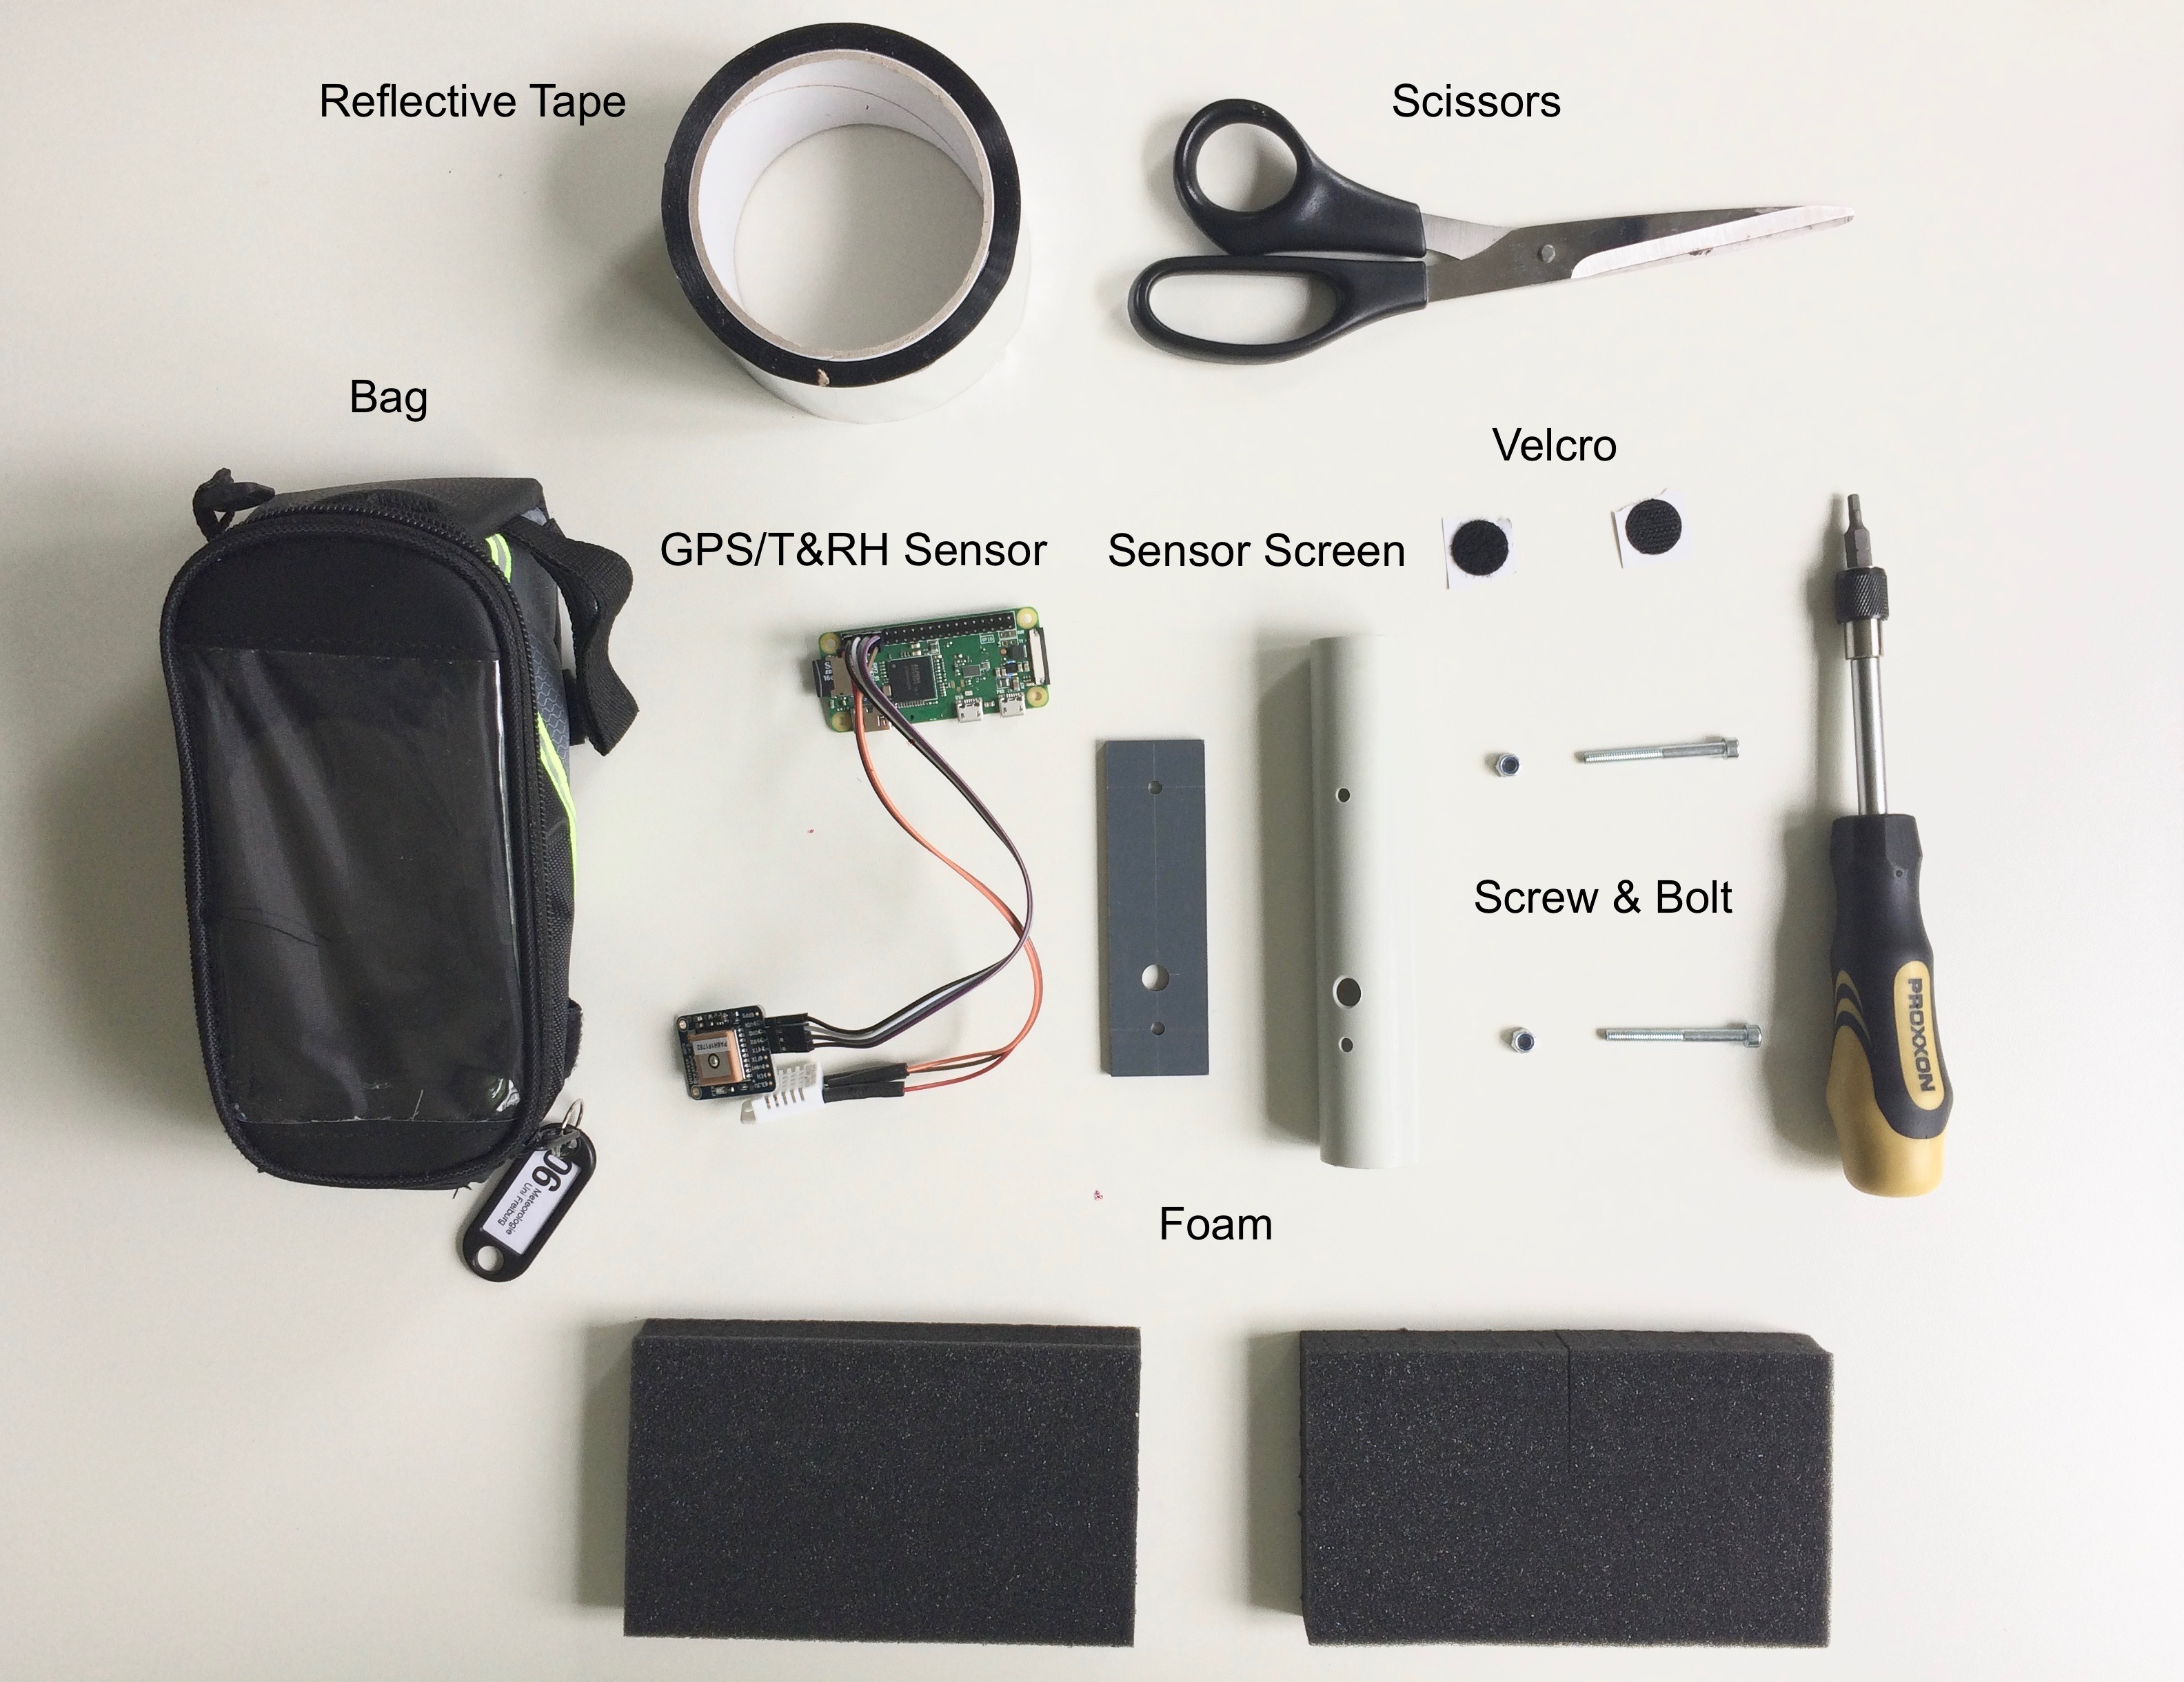 Reflective Tape
Scissors
Bag
Velcro
GPS/T&RH Sensor
Sensor Screen
Screw & Bolt
PROXXON
06
Meteorologie
Uni Freiburg
Foam